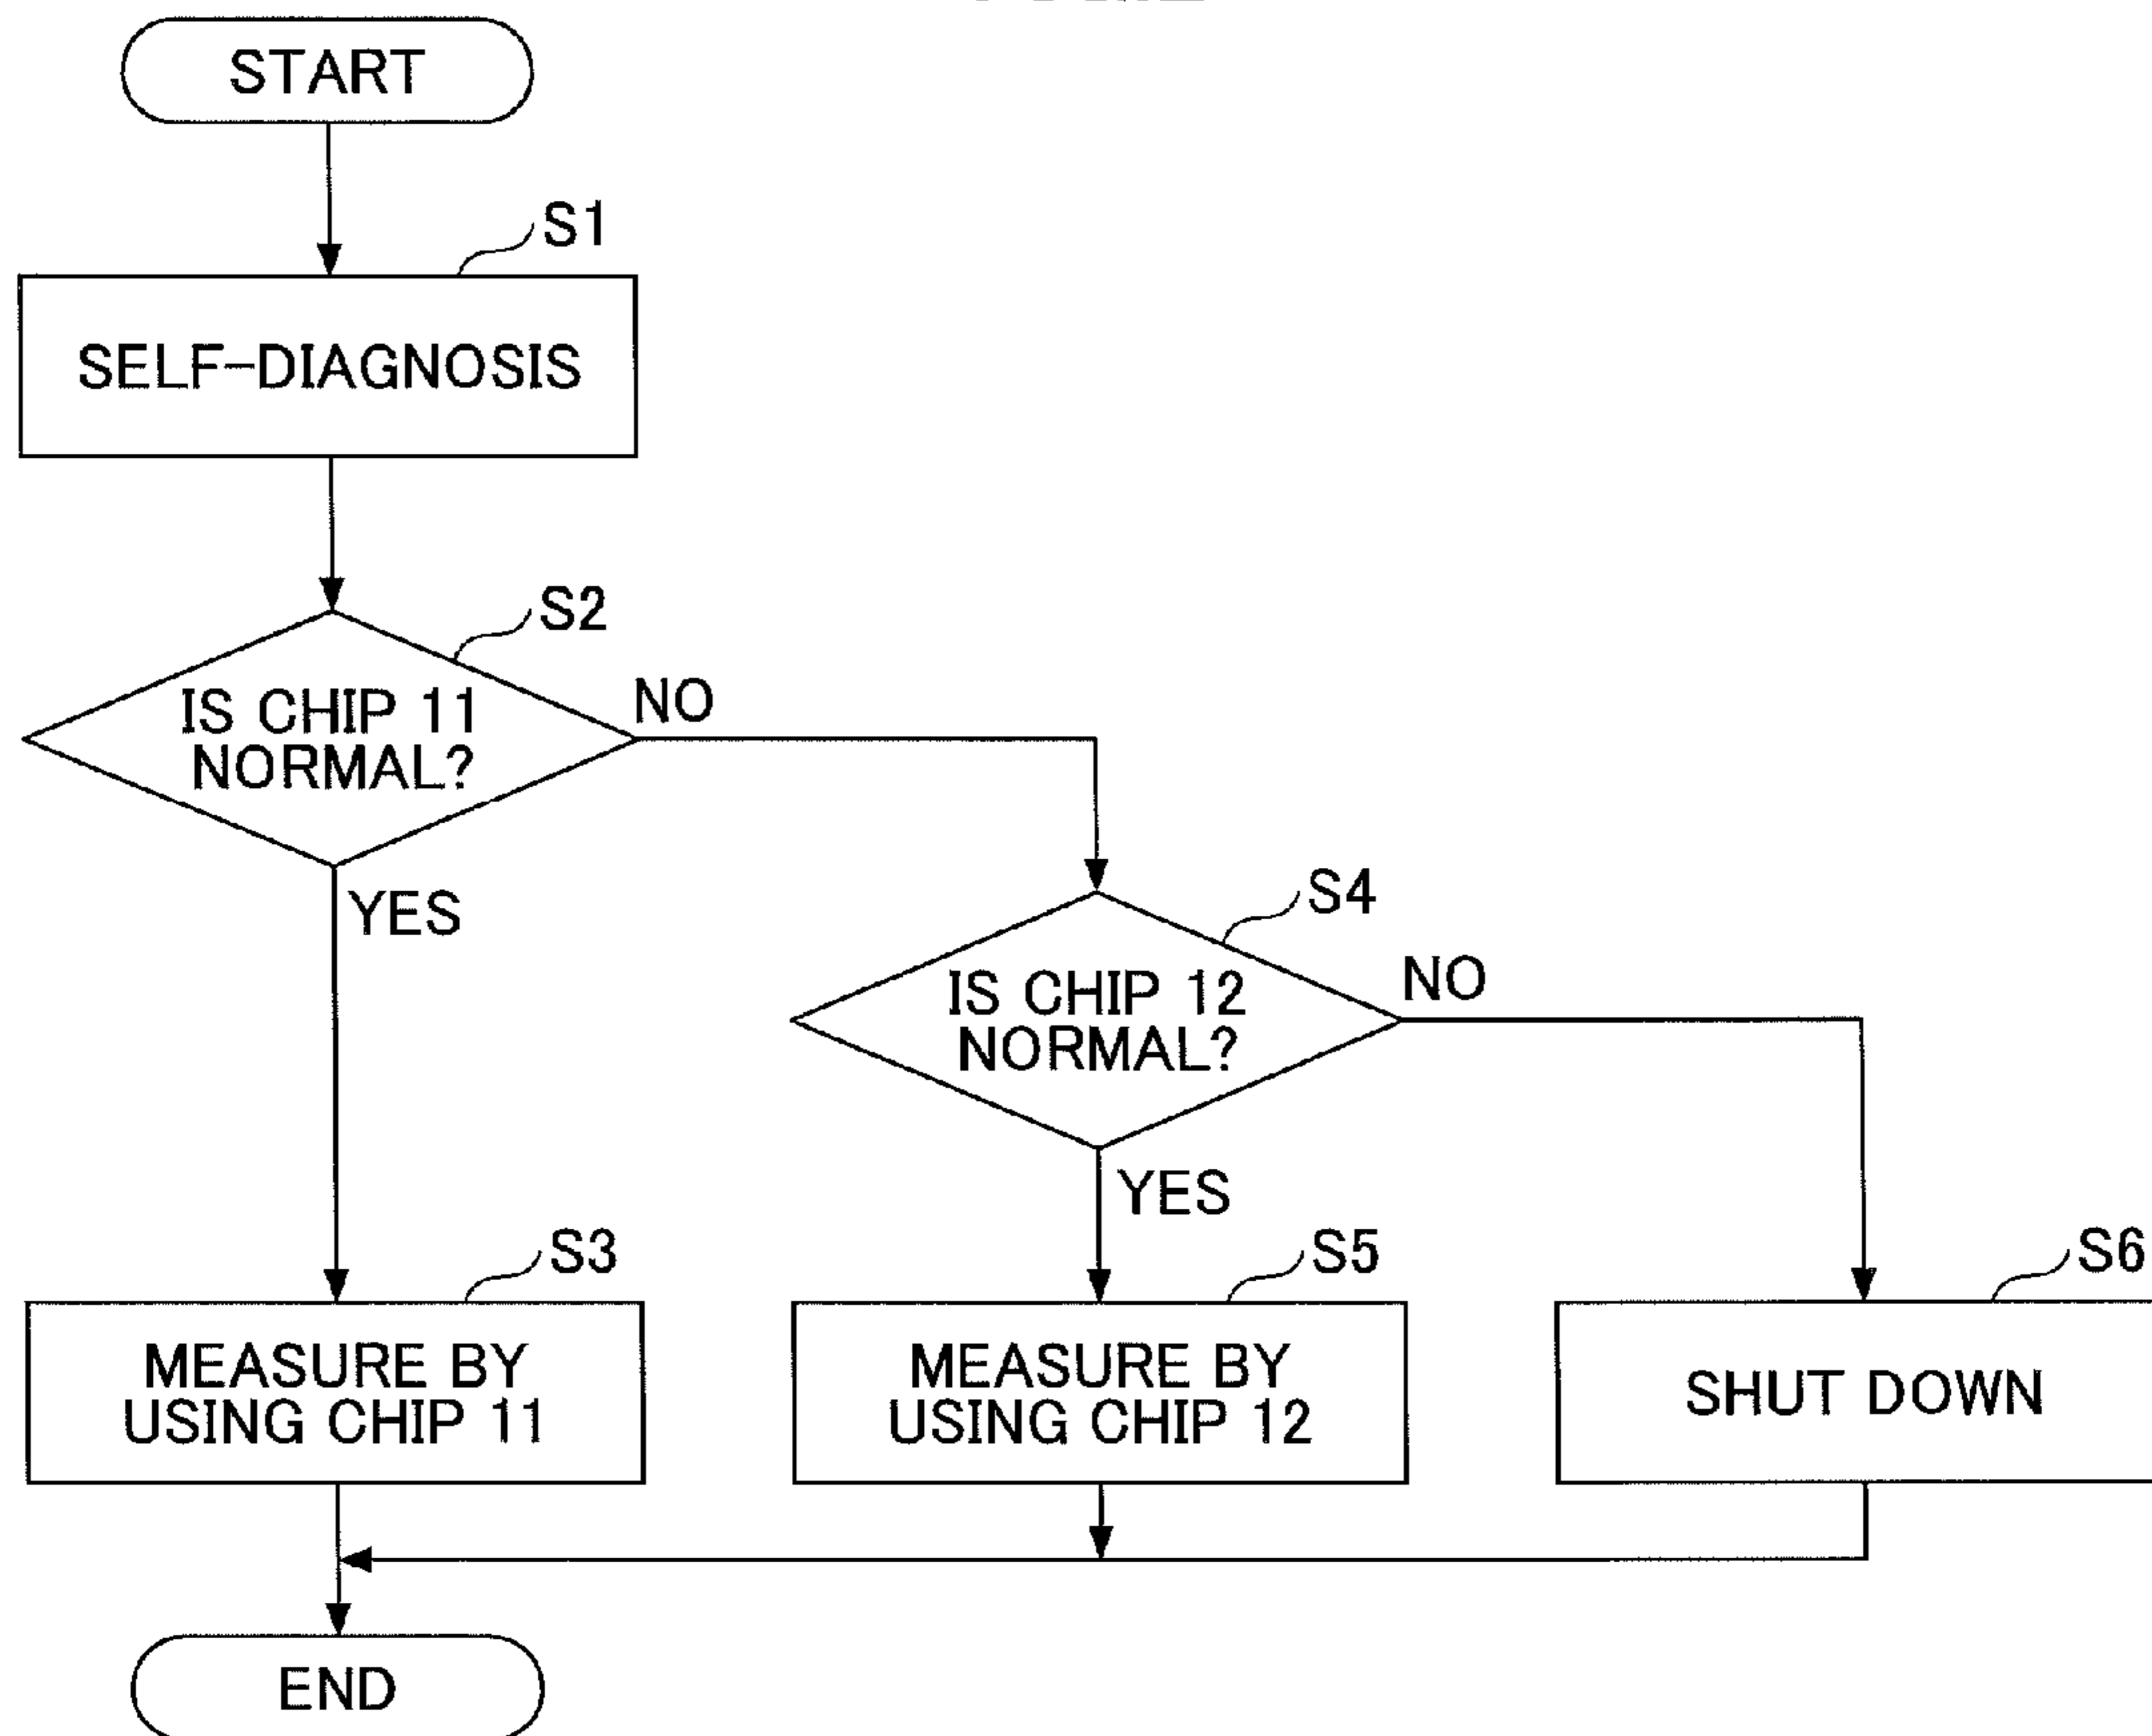 START
S1
SELF-DIAGNOSIS
S2
IS CHIP 11
NORMAL?
NO
YES
S4
IS CHIP 12
NORMAL?
NO
YES
S3
MEASURE BY
USING CHIP 11
S5
MEASURE BY
USING CHIP 12
S6
SHUT DOWN
END